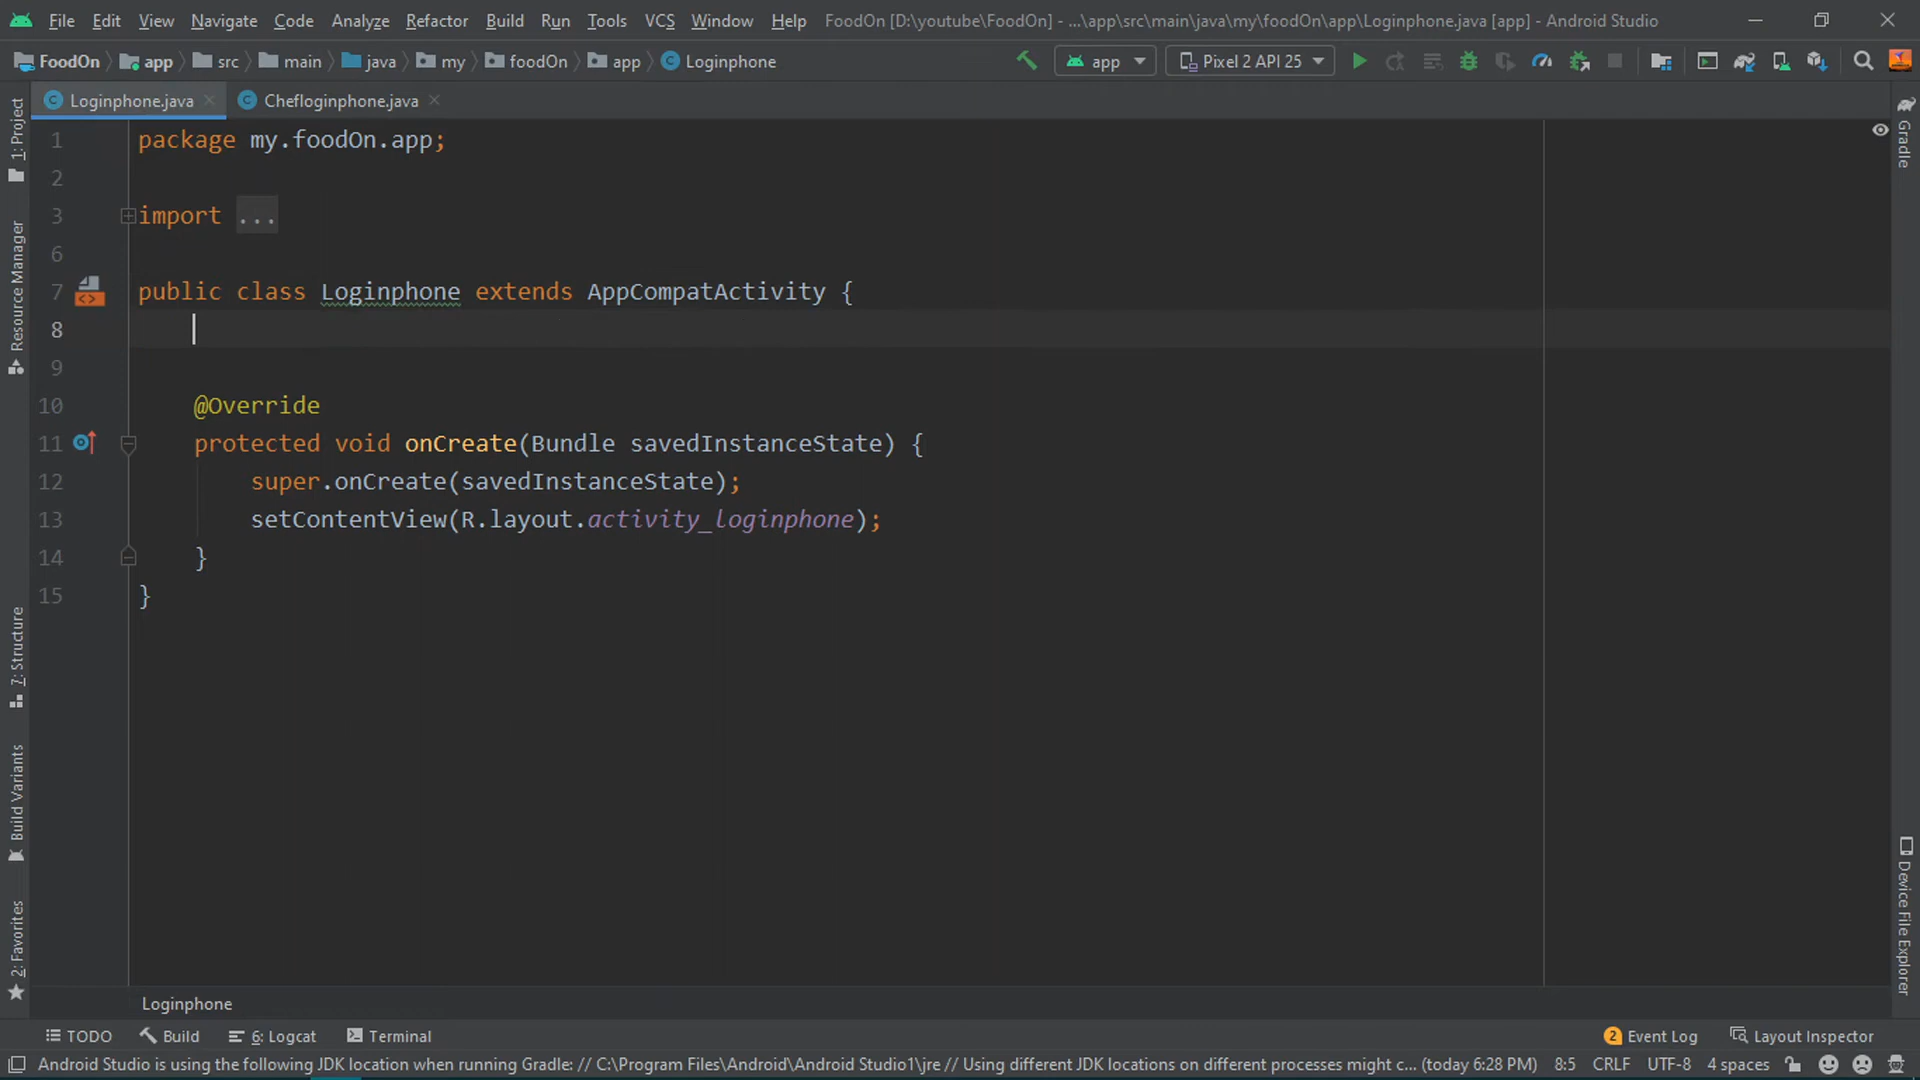 File Edit View Navigate Code Analyze Refactor Build Run Tools VCS Window Help FoodOn [D:\youtube\FoodOn] - ...\app\src\main\java\my\foodOn\app\Loginphone.java [app] - Android Studio
FoodOn app src main java my foodOn app Loginphone app Pixel 2 API 25
Loginphone.java Chefloginphone.java
1 package my.foodOn.app;
2
3 import ...
6
7 public class Loginphone extends AppCompatActivity {
8
9
10 @Override
11 protected void onCreate(Bundle savedInstanceState) {
12 super.onCreate(savedInstanceState);
13 setContentView(R.layout.activity_loginphone);
14 }
15 }
1: Project
Resource Manager
7: Structure
Build Variants
2: Favorites
Gradle
Device File Explorer
Loginphone
TODO Build 6: Logcat Terminal 2 Event Log Layout Inspector
Android Studio is using the following JDK location when running Gradle: // C:\Program Files\Android\Android Studio1\jre // Using different JDK locations on different processes might c... (today 6:28 PM) 8:5 CRLF UTF-8 4 spaces